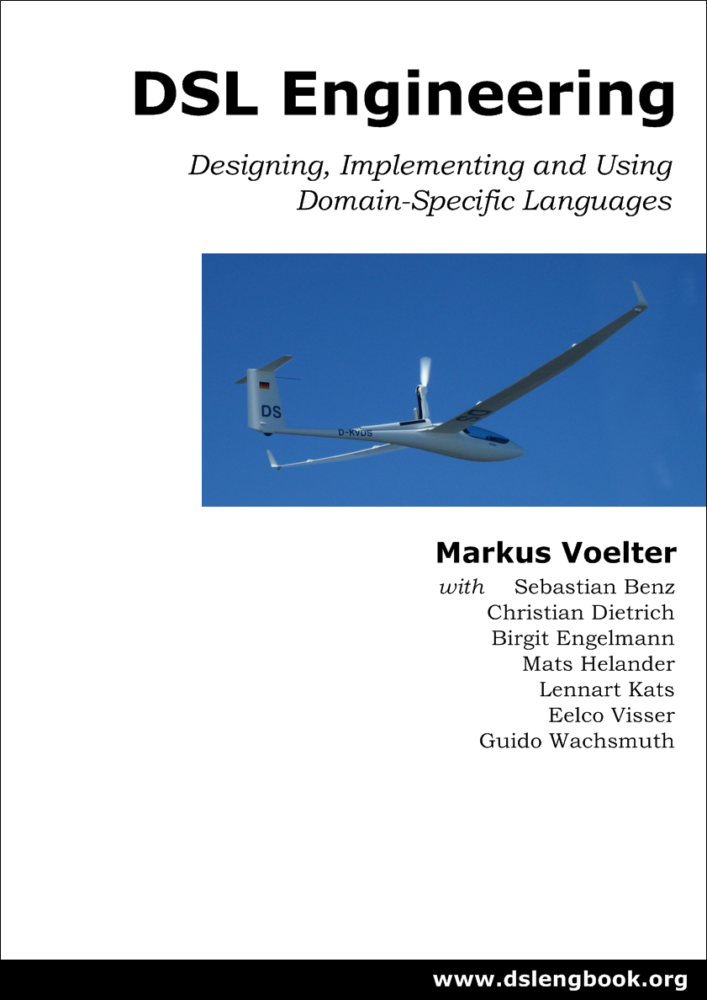 DSL Engineering
Designing, Implementing and Using
Domain-Specific Languages
DS
D-KVDS
DS
Markus Voelter
with Sebastian Benz
Christian Dietrich
Birgit Engelmann
Mats Helander
Lennart Kats
Eelco Visser
Guido Wachsmuth
www.dslengbook.org